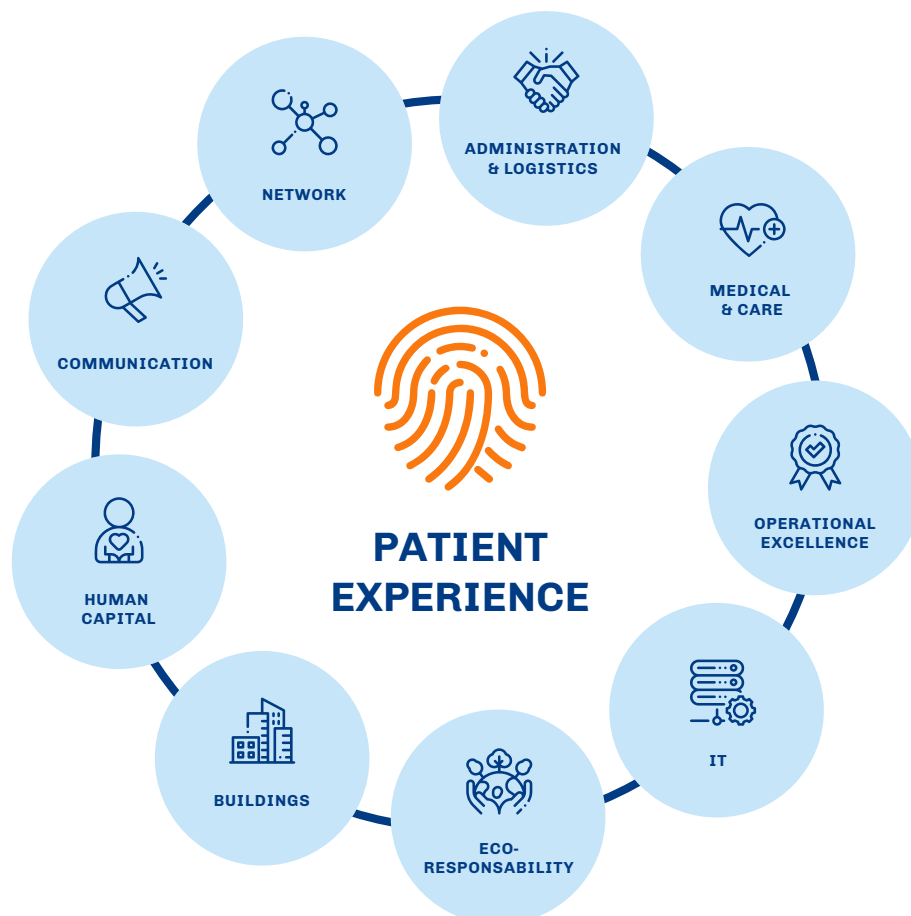 NETWORK
ADMINISTRATION
& LOGISTICS
MEDICAL
& CARE
COMMUNICATION
OPERATIONAL
EXCELLENCE
PATIENT
EXPERIENCE
HUMAN
CAPITAL
IT
BUILDINGS
ECO-
RESPONSABILITY